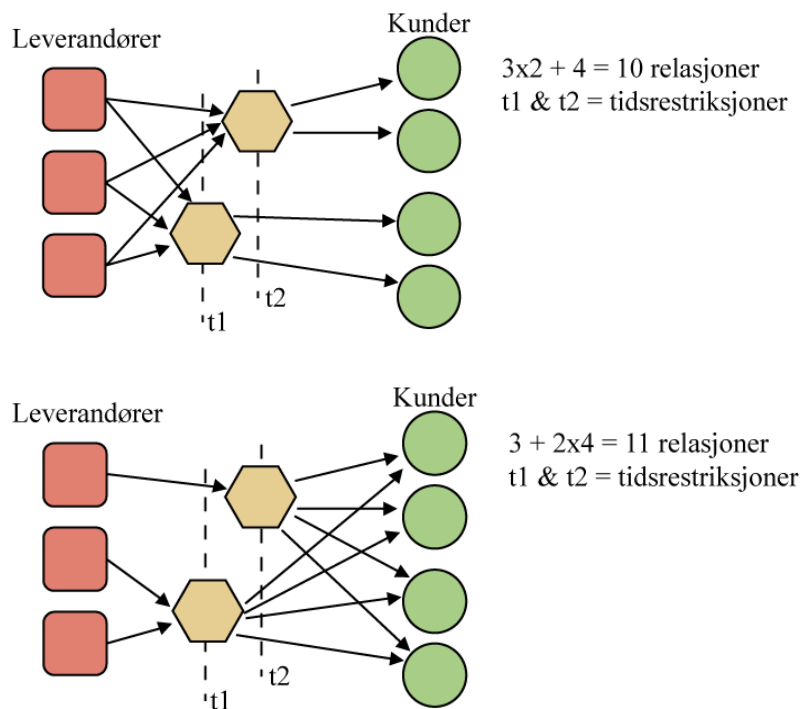 Leverandører
Kunder
3x2 + 4 = 10 relasjoner
t1 & t2 = tidsrestriksjoner
t2
t1
Leverandører
Kunder
3 + 2x4 = 11 relasjoner
t1 & t2 = tidsrestriksjoner
t2
t1